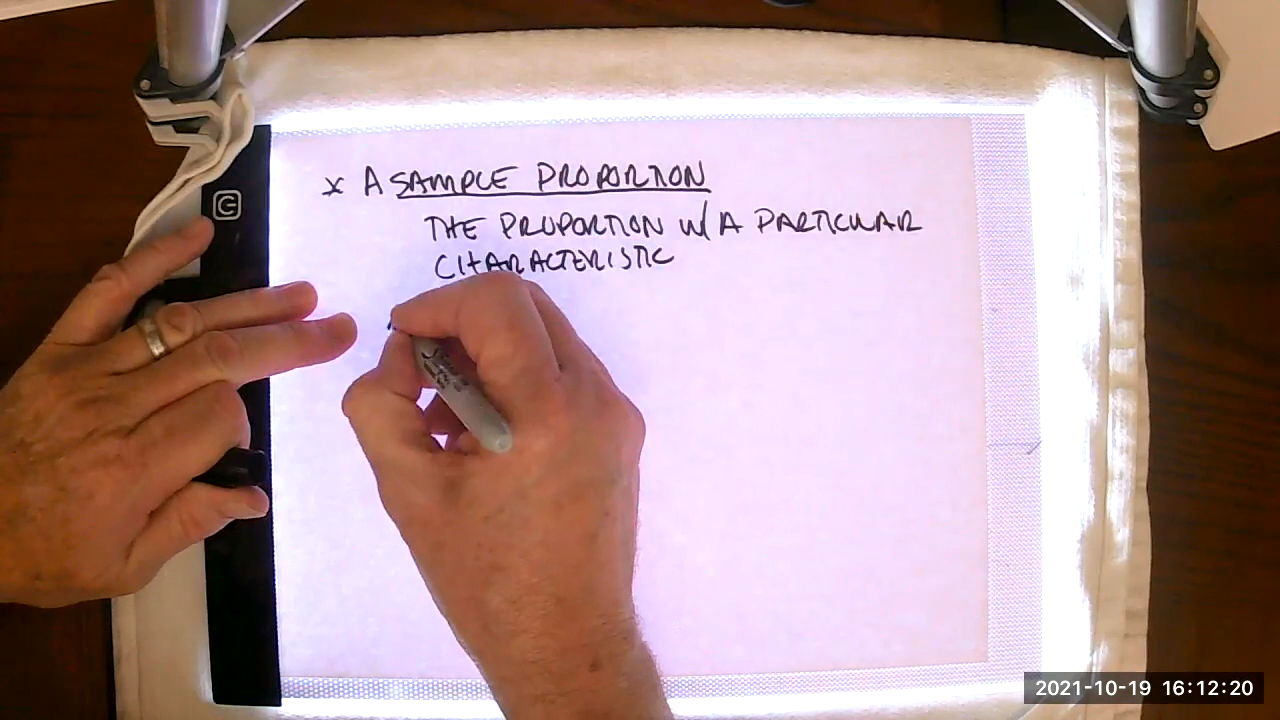 * A SAMPLE PROPORTION
THE PROPORTION W/ A PARTICULAR
CHARACTERISTIC
2021-10-19 16:12:20